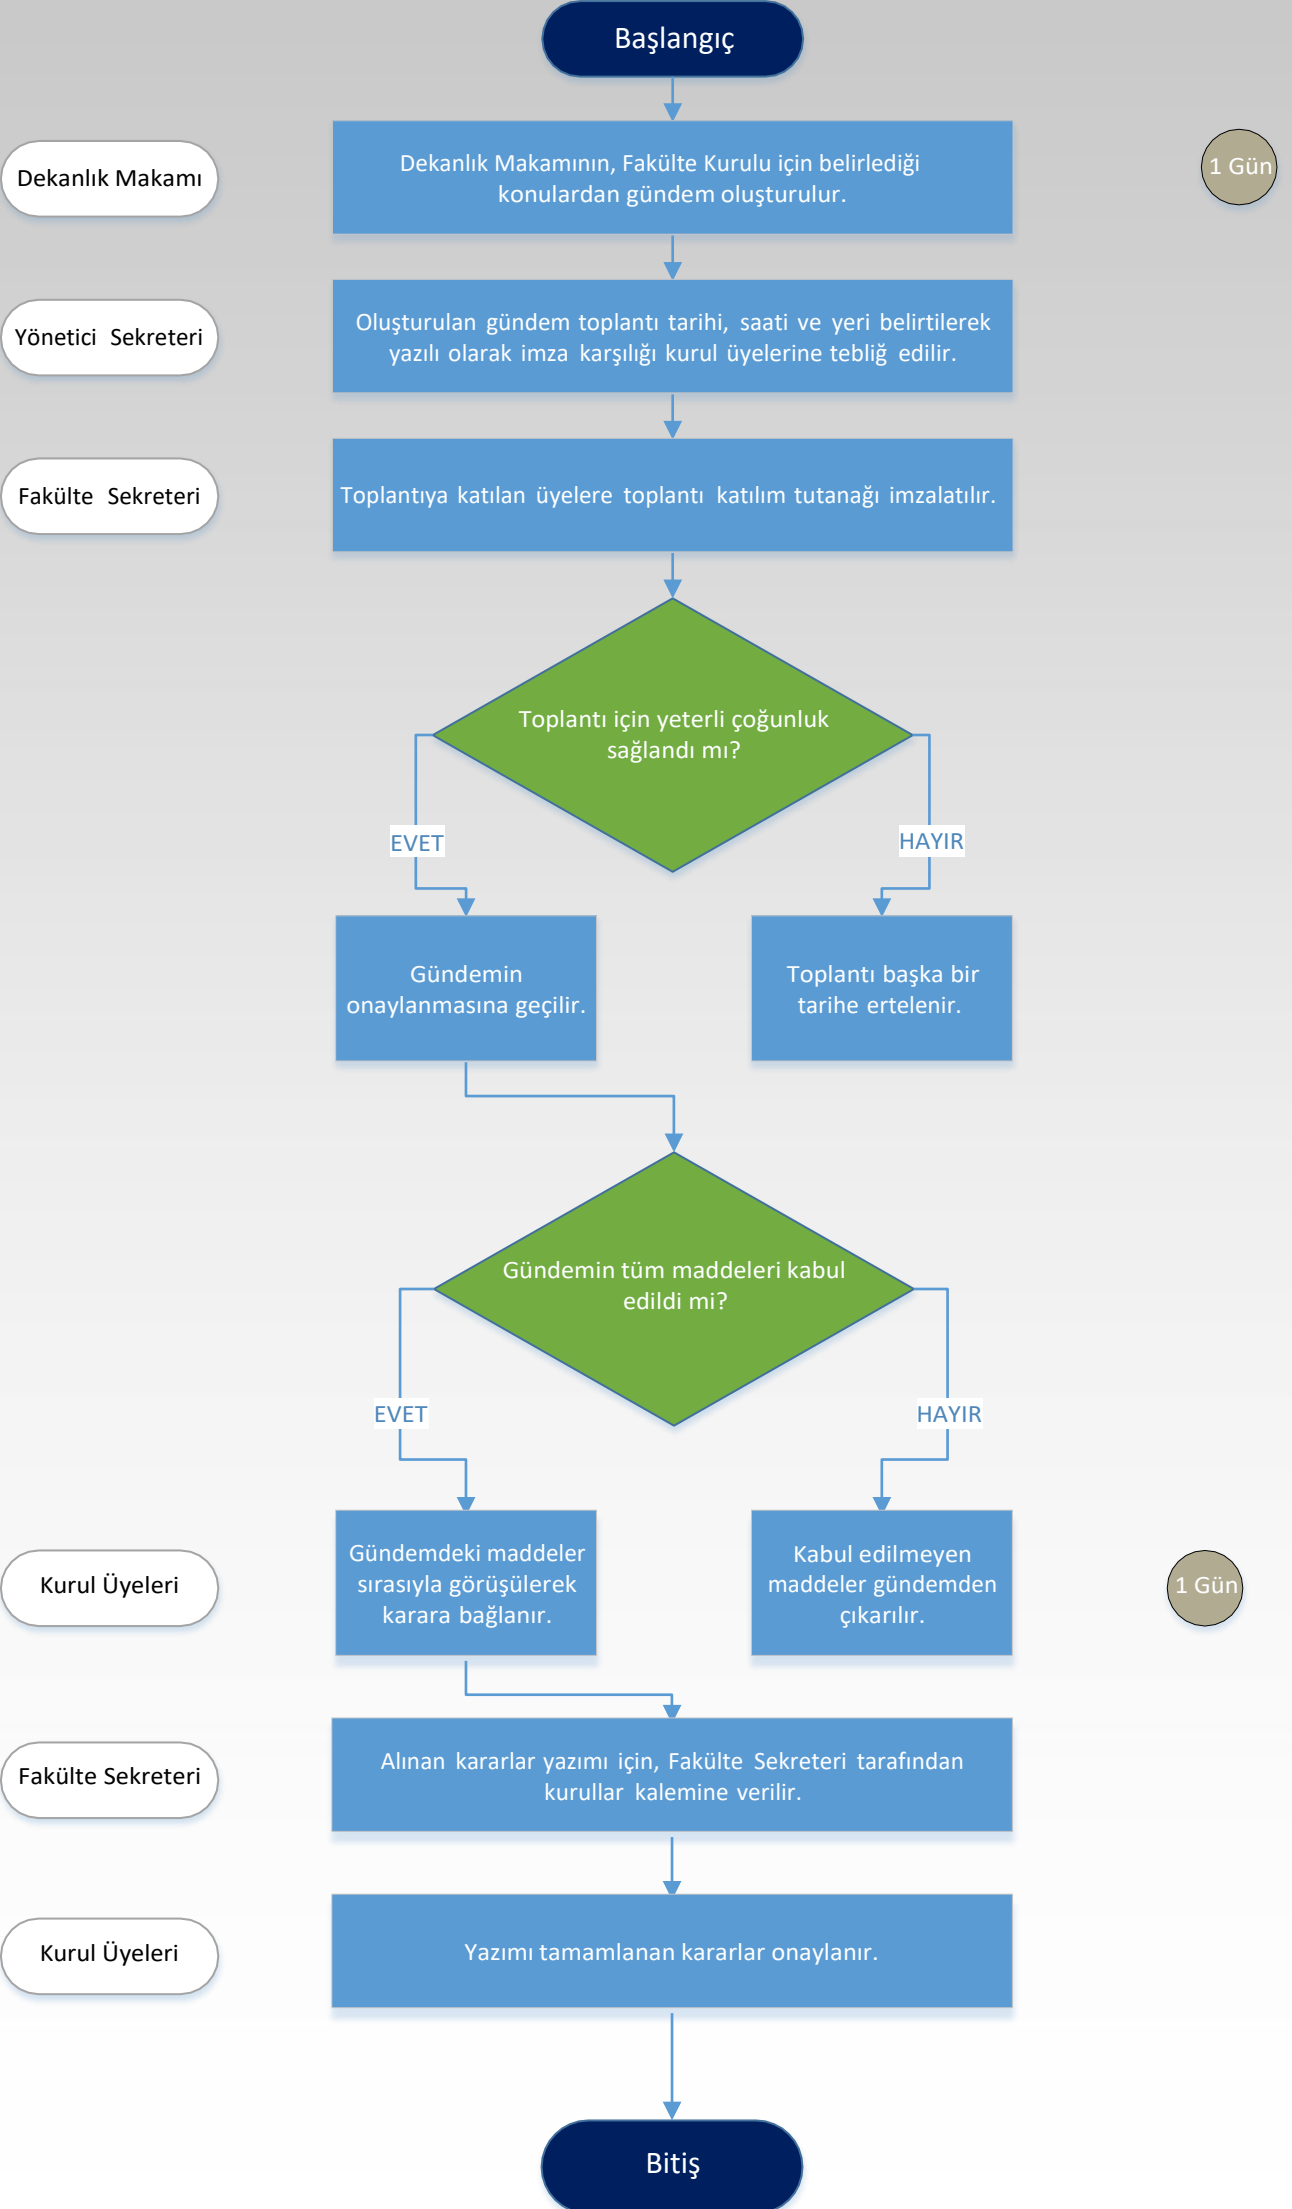 Başlangıç
Dekanlık Makamı
Dekanlık Makamının, Fakülte Kurulu için belirlediği
konulardan gündem oluşturulur.
1 Gün
Yönetici Sekreteri
Oluşturulan gündem toplantı tarihi, saati ve yeri belirtilerek
yazılı olarak imza karşılığı kurul üyelerine tebliğ edilir.
Fakülte Sekreteri
Toplantıya katılan üyelere toplantı katılım tutanağı imzalatılır.
Toplantı için yeterli çoğunluk
sağlandı mı?
EVET
HAYIR
Gündemin
onaylanmasına geçilir.
Toplantı başka bir
tarihe ertelenir.
Gündemin tüm maddeleri kabul
edildi mi?
EVET
HAYIR
Kurul Üyeleri
Gündemdeki maddeler
sırasıyla görüşülerek
karara bağlanır.
Kabul edilmeyen
maddeler gündemden
çıkarılır.
1 Gün
Fakülte Sekreteri
Alınan kararlar yazımı için, Fakülte Sekreteri tarafından
kurullar kalemine verilir.
Kurul Üyeleri
Yazımı tamamlanan kararlar onaylanır.
Bitiş